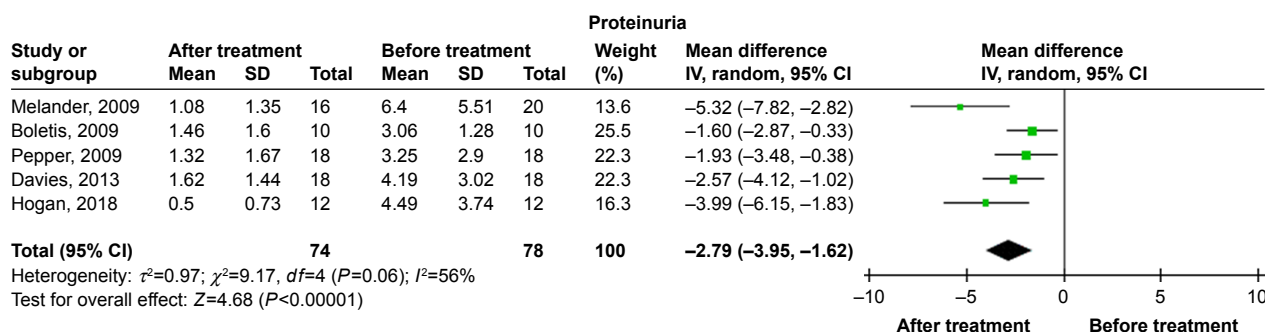 Proteinuria
Study or subgroup After treatment Before treatment Weight (%) Mean difference IV, random, 95% CI Mean difference IV, random, 95% CI
Mean SD Total Mean SD Total
Melander, 2009 1.08 1.35 16 6.4 5.51 20 13.6 –5.32 (–7.82, –2.82)
Boletis, 2009 1.46 1.6 10 3.06 1.28 10 25.5 –1.60 (–2.87, –0.33)
Pepper, 2009 1.32 1.67 18 3.25 2.9 18 22.3 –1.93 (–3.48, –0.38)
Davies, 2013 1.62 1.44 18 4.19 3.02 18 22.3 –2.57 (–4.12, –1.02)
Hogan, 2018 0.5 0.73 12 4.49 3.74 12 16.3 –3.99 (–6.15, –1.83)
Total (95% CI) 74 78 100 –2.79 (–3.95, –1.62)
Heterogeneity: τ²=0.97; χ²=9.17, df=4 (P=0.06); I²=56%
Test for overall effect: Z=4.68 (P<0.00001)
–10 –5 0 5 10
After treatment Before treatment